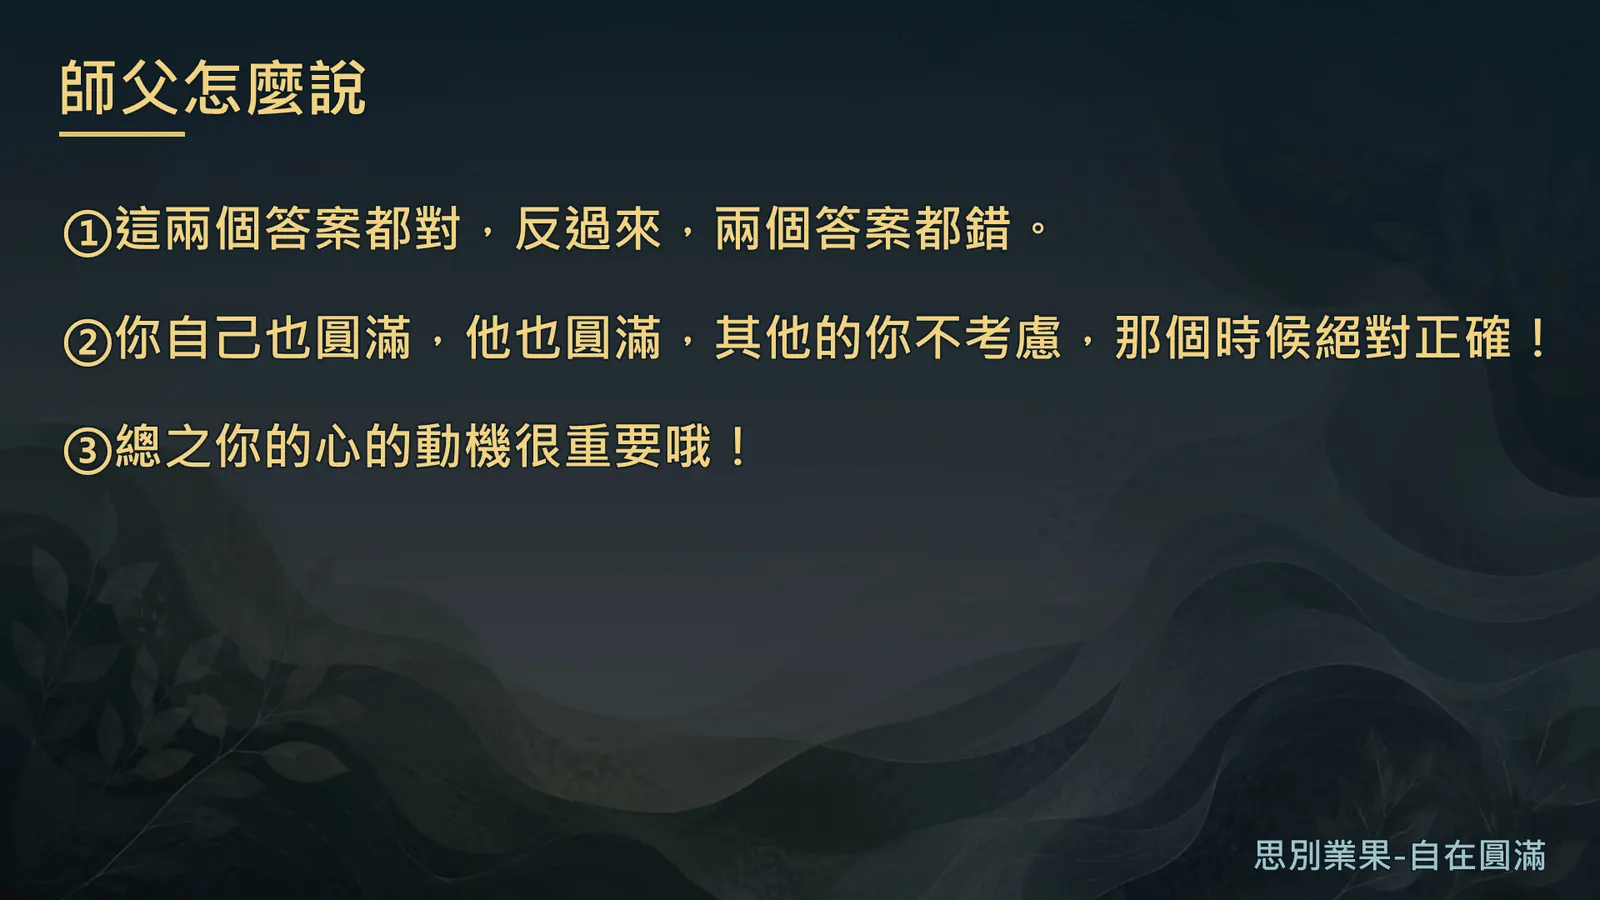 師父怎麼說
①這兩個答案都對，反過來，兩個答案都錯。
②你自己也圓滿，他也圓滿，其他的你不考慮，那個時候絕對正確！
③總之你的心的動機很重要哦！
思別業果-自在圓滿